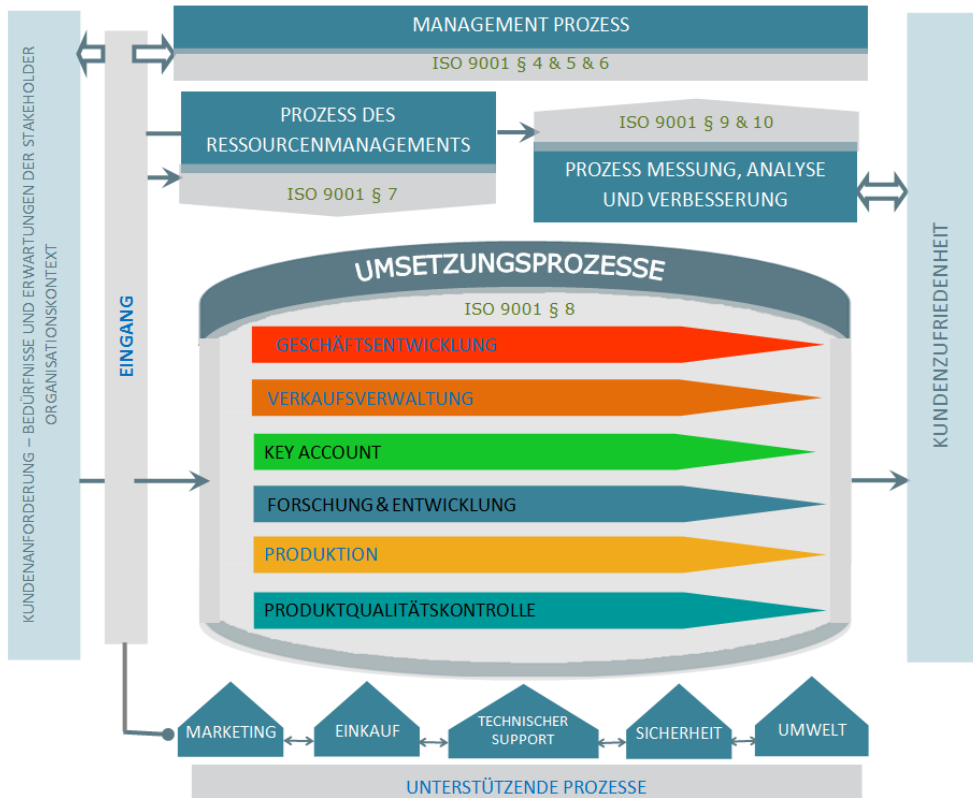 KUNDENANFORDERUNG – BEDÜRFNISSE UND ERWARTUNGEN DER STAKEHOLDER
ORGANISATIONSKONTEXT
EINGANG
MANAGEMENT PROZESS
ISO 9001 § 4 & 5 & 6
PROZESS DES
RESSOURCENMANAGEMENTS
ISO 9001 § 7
ISO 9001 § 9 & 10
PROZESS MESSUNG, ANALYSE
UND VERBESSERUNG
UMSETZUNGSPROZESSE
ISO 9001 § 8
GESCHÄFTSENTWICKLUNG
VERKAUFSVERWALTUNG
KEY ACCOUNT
FORSCHUNG & ENTWICKLUNG
PRODUKTION
PRODUKTQUALITÄTSKONTROLLE
KUNDENZUFRIEDENHEIT
MARKETING
EINKAUF
TECHNISCHER
SUPPORT
SICHERHEIT
UMWELT
UNTERSTÜTZENDE PROZESSE